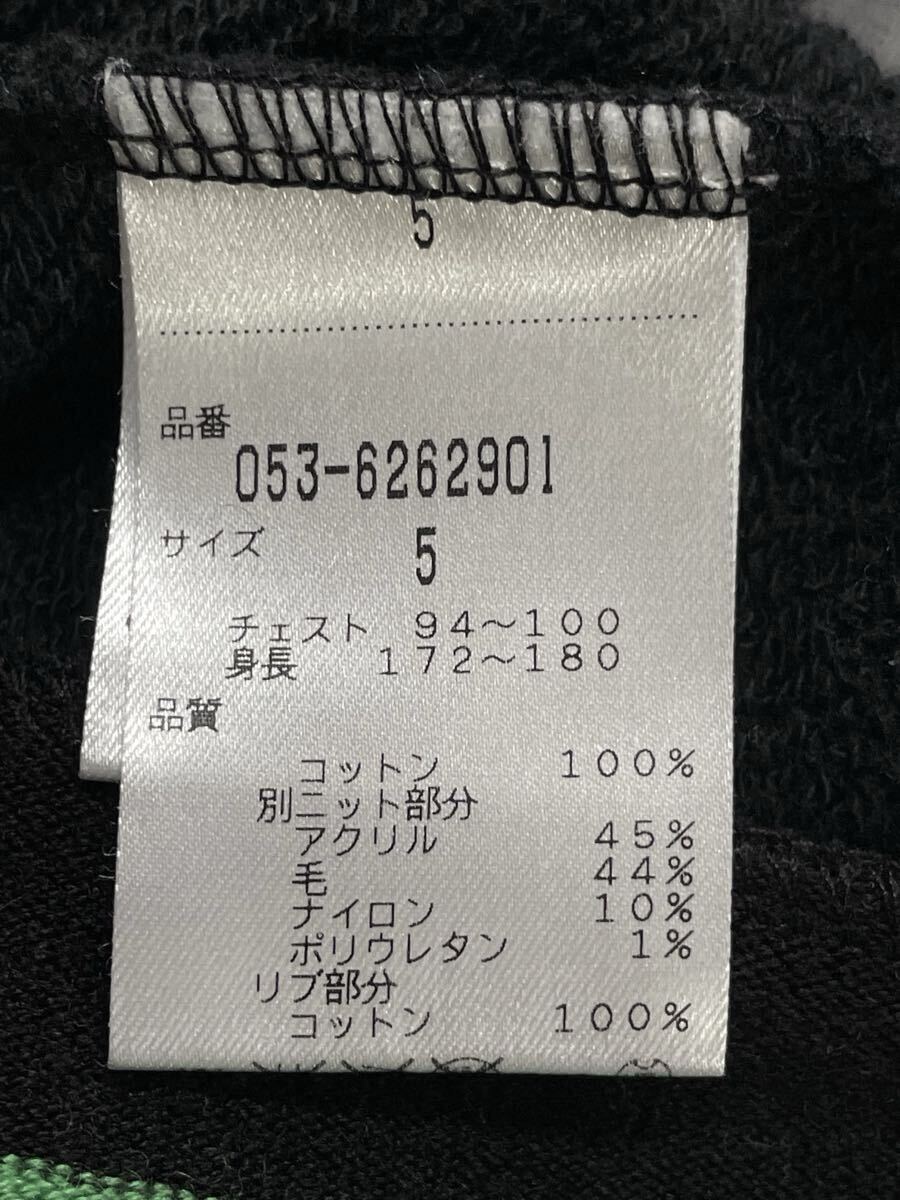 5
品番
053-6262901
サイズ 5
チェスト 94〜100
身長 172〜180
品質
コットン 100%
別ニット部分
アクリル 45%
毛 44%
ナイロン 10%
ポリウレタン 1%
リブ部分
コットン 100%